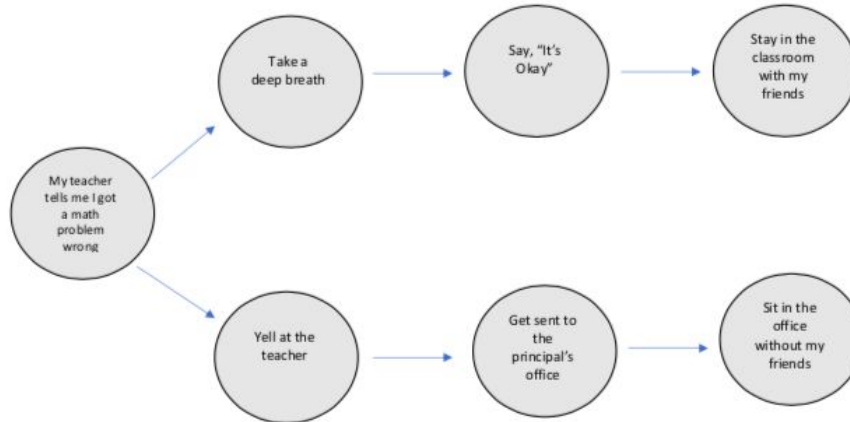 My teacher
tells me I got
a math
problem
wrong
Take a
deep breath
Say, “It’s
Okay”
Stay in the
classroom
with my
friends
Yell at the
teacher
Get sent to
the
principal’s
office
Sit in the
office
without my
friends